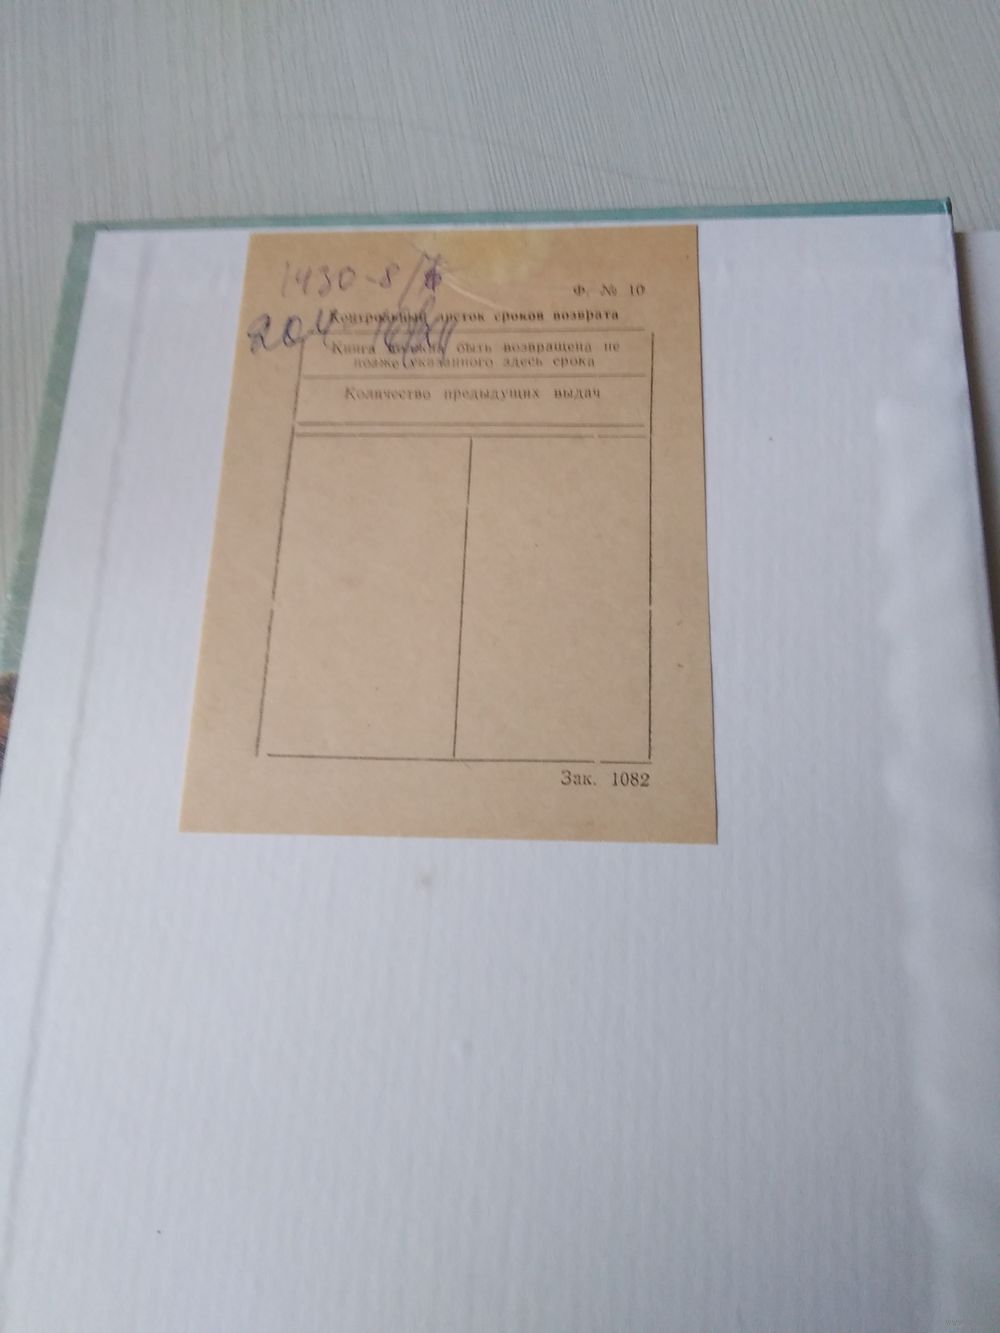 1430-8/
Ф. № 10
Контрольный листок сроков возврата
204
Книга должна быть возвращена не
позже указанного здесь срока
Количество предыдущих выдач
Зак. 1082